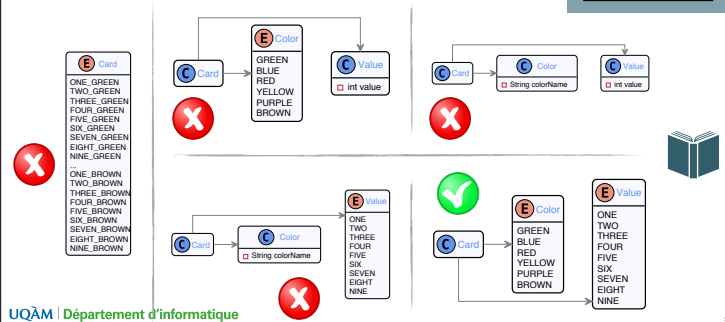 E Card
ONE_GREEN
TWO_GREEN
THREE_GREEN
FOUR_GREEN
FIVE_GREEN
SIX_GREEN
SEVEN_GREEN
EIGHT_GREEN
NINE_GREEN
...
ONE_BROWN
TWO_BROWN
THREE_BROWN
FOUR_BROWN
FIVE_BROWN
SIX_BROWN
SEVEN_BROWN
EIGHT_BROWN
NINE_BROWN
C Card
E Color
GREEN
BLUE
RED
YELLOW
PURPLE
BROWN
C Value
int value
C Card
C Color
String colorName
C Value
int value
C Card
C Color
String colorName
E Value
ONE
TWO
THREE
FOUR
FIVE
SIX
SEVEN
EIGHT
NINE
C Card
E Color
GREEN
BLUE
RED
YELLOW
PURPLE
BROWN
E Value
ONE
TWO
THREE
FOUR
FIVE
SIX
SEVEN
EIGHT
NINE
UQÀM Département d'informatique